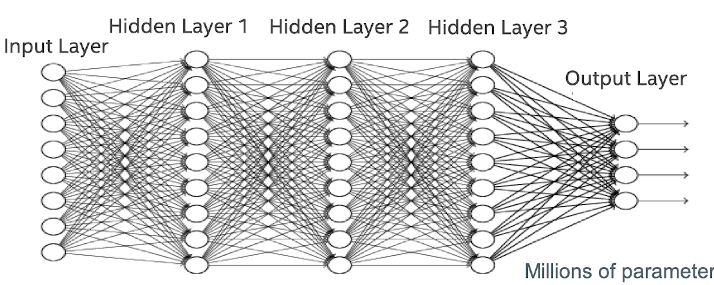 Hidden Layer 1 Hidden Layer 2 Hidden Layer 3
Input Layer
Output Layer
Millions of parameter